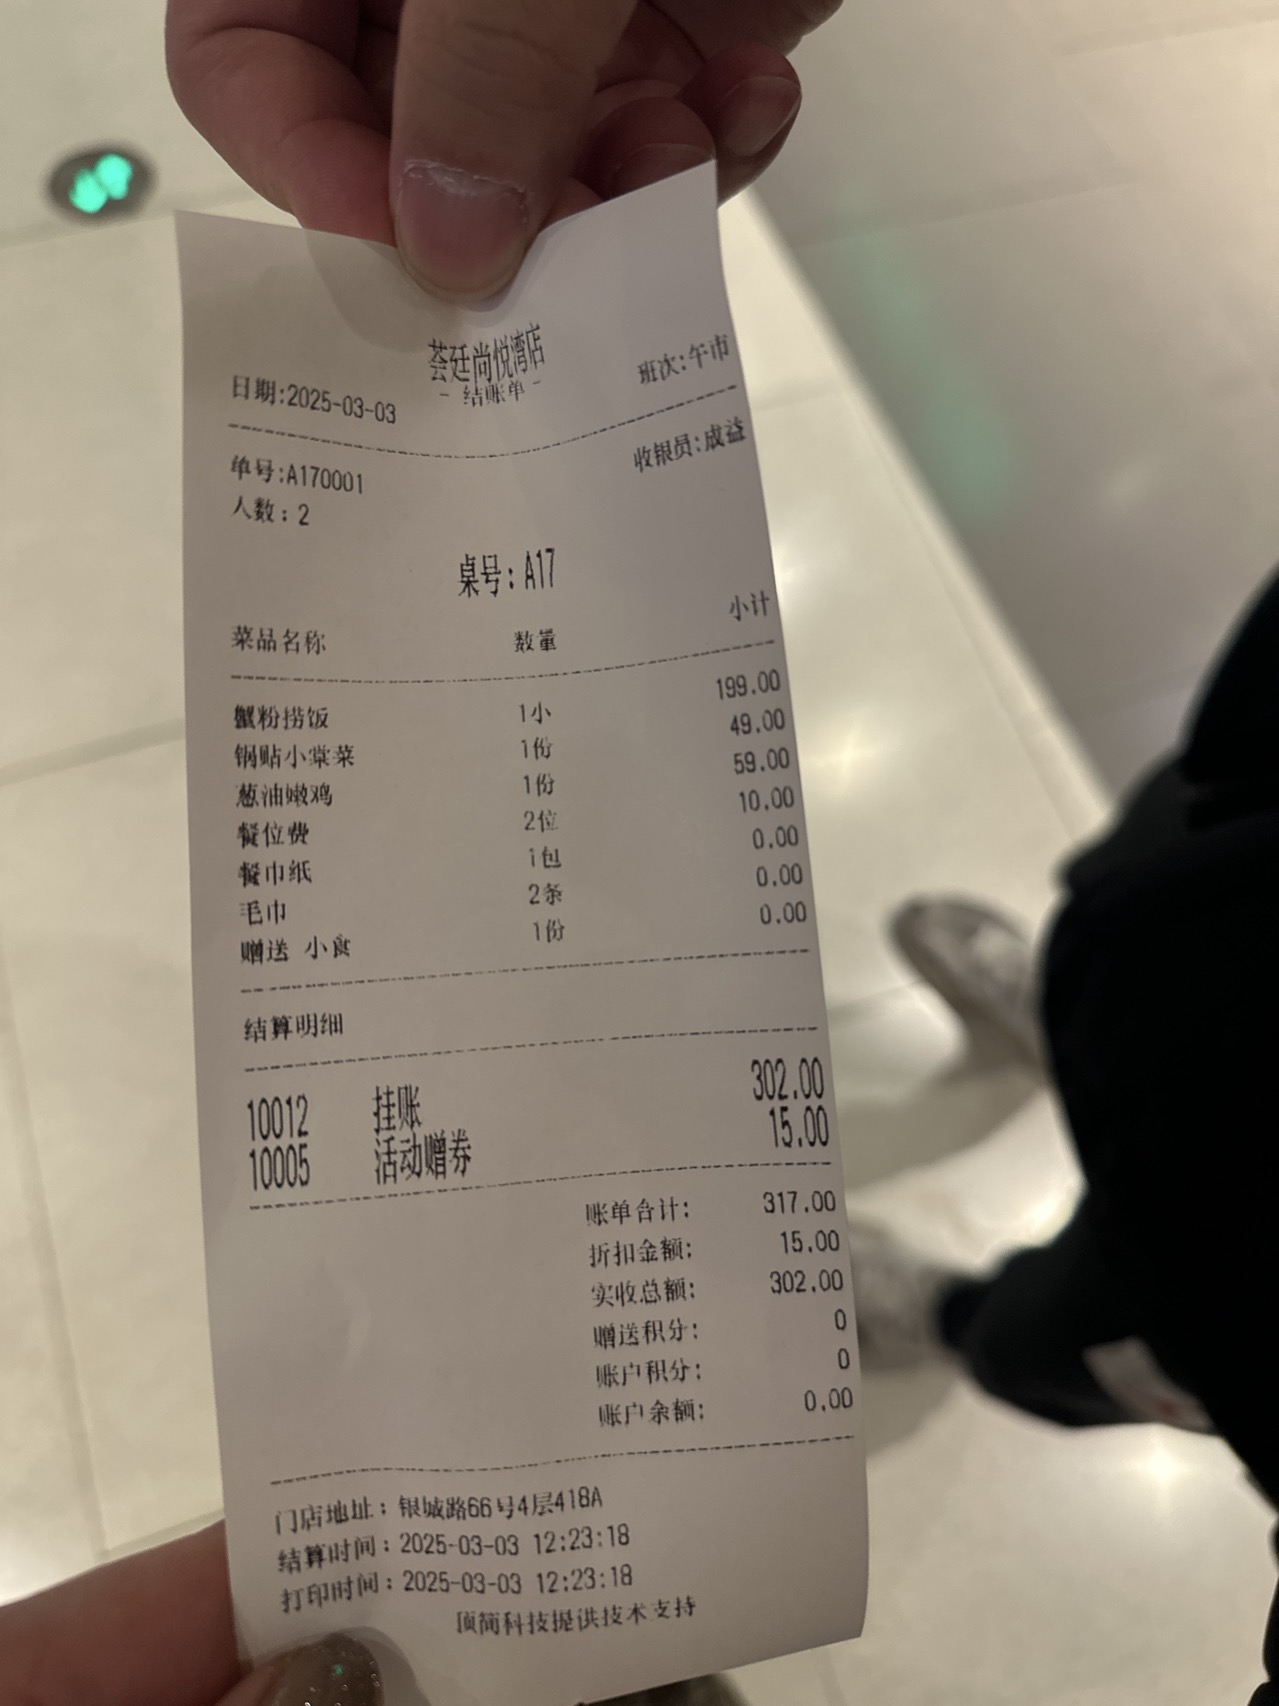 荟廷尚悦湾店
- 结账单 -
日期:2025-03-03 班次:午市
单号:A170001 收银员:成益
人数：2
桌号：A17
菜品名称 数量 小计
蟹粉捞饭 1小 199.00
锅贴小棠菜 1份 49.00
葱油嫩鸡 1份 59.00
餐位费 2位 10.00
餐巾纸 1包 0.00
毛巾 2条 0.00
赠送 小食 1份 0.00
结算明细
10012 挂账 302.00
10005 活动赠券 15.00
账单合计: 317.00
折扣金额: 15.00
实收总额: 302.00
赠送积分: 0
账户积分: 0
账户余额: 0.00
门店地址：银城路66号4层418A
结算时间：2025-03-03 12:23:18
打印时间：2025-03-03 12:23:18
顶简科技提供技术支持